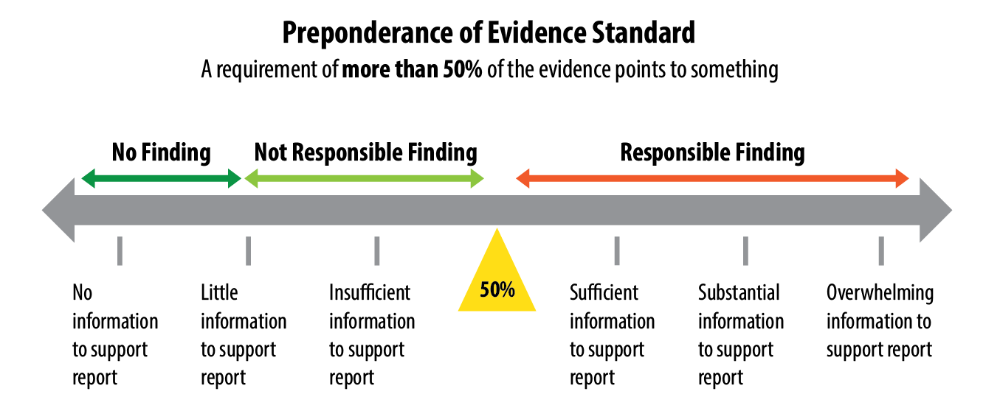 Preponderance of Evidence Standard
A requirement of more than 50% of the evidence points to something
No Finding
Not Responsible Finding
Responsible Finding
50%
No
information
to support
report
Little
information
to support
report
Insufficient
information
to support
report
Sufficient
information
to support
report
Substantial
information
to support
report
Overwhelming
information to
support report